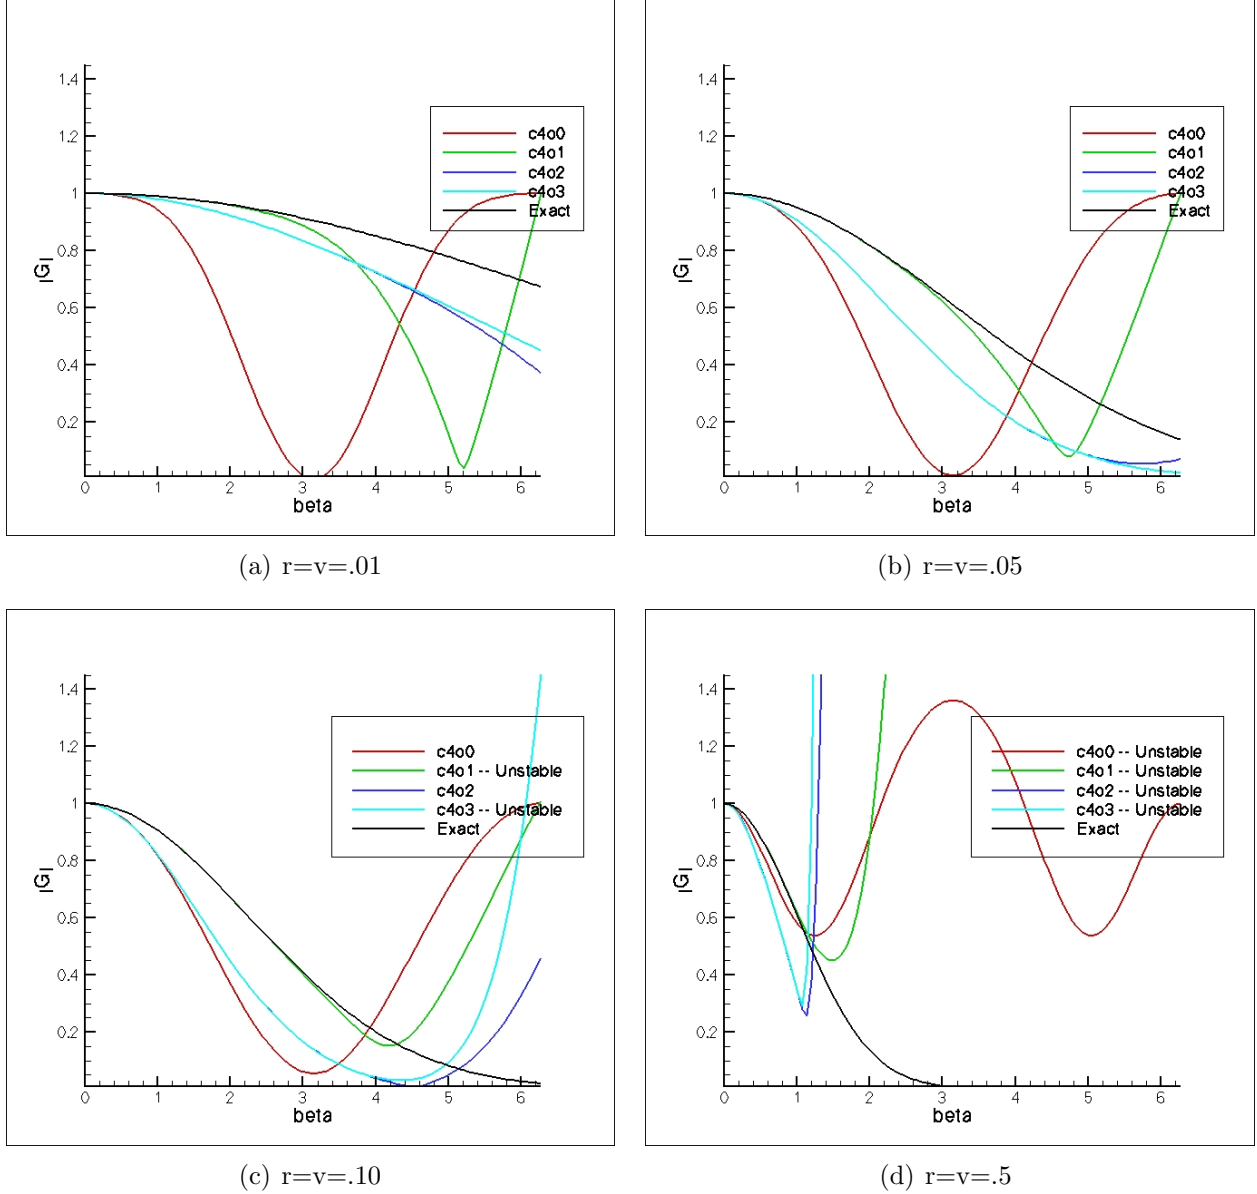 1.4
1.2
1
0.8
0.6
0.4
0.2
|G|
0 1 2 3 4 5 6
beta
c4o0
c4o1
c4o2
c4o3
Exact
(a) r=v=.01
1.4
1.2
1
0.8
0.6
0.4
0.2
|G|
0 1 2 3 4 5 6
beta
c4o0
c4o1
c4o2
c4o3
Exact
(b) r=v=.05
1.4
1.2
1
0.8
0.6
0.4
0.2
|G|
0 1 2 3 4 5 6
beta
c4o0
c4o1 -- Unstable
c4o2
c4o3 -- Unstable
Exact
(c) r=v=.10
1.4
1.2
1
0.8
0.6
0.4
0.2
|G|
0 1 2 3 4 5 6
beta
c4o0 -- Unstable
c4o1 -- Unstable
c4o2 -- Unstable
c4o3 -- Unstable
Exact
(d) r=v=.5